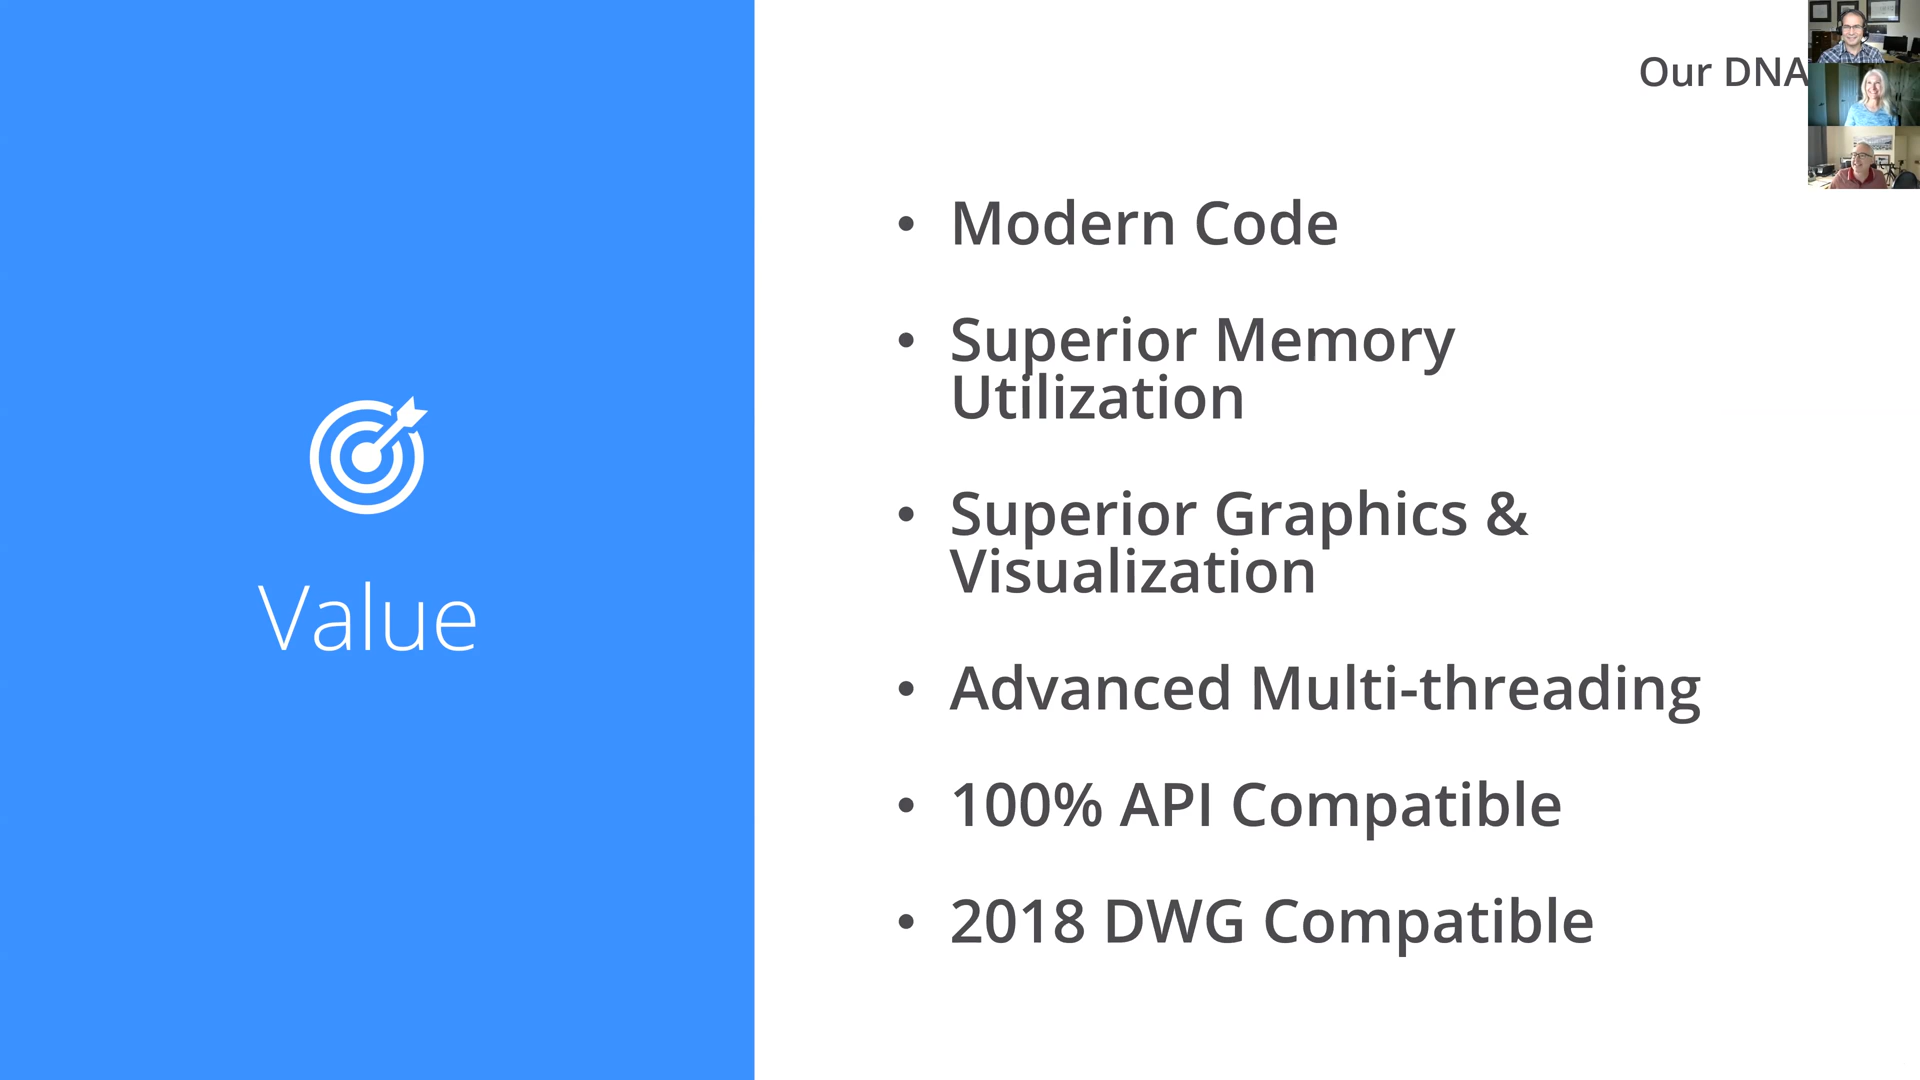 Our DNA
Value
• Modern Code
• Superior Memory
Utilization
• Superior Graphics &
Visualization
• Advanced Multi-threading
• 100% API Compatible
• 2018 DWG Compatible